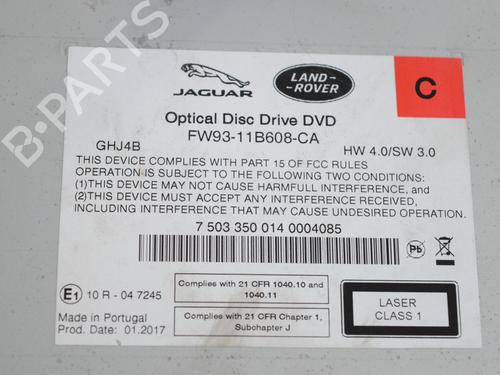 JAGUAR
LAND
ROVER
C
Optical Disc Drive DVD
FW93-11B608-CA
GHJ4B
HW 4.0/SW 3.0
THIS DEVICE COMPLIES WITH PART 15 OF FCC RULES
OPERATION IS SUBJECT TO THE FOLLOWING TWO CONDITIONS:
(1)THIS DEVICE MAY NOT CAUSE HARMFULL INTERFERENCE, and
(2)THIS DEVICE MUST ACCEPT ANY INTERFERENCE RECEIVED,
INCLUDING INTERFERENCE THAT MAY CAUSE UNDESIRED OPERATION.
7 503 350 014 0004085
Pb
E1 10 R - 04 7245
Made in Portugal
Prod. Date: 01.2017
Complies with 21 CFR 1040.10 and
1040.11
Complies with 21 CFR Chapter 1,
Subchapter J
LASER
CLASS 1
B-PARTS